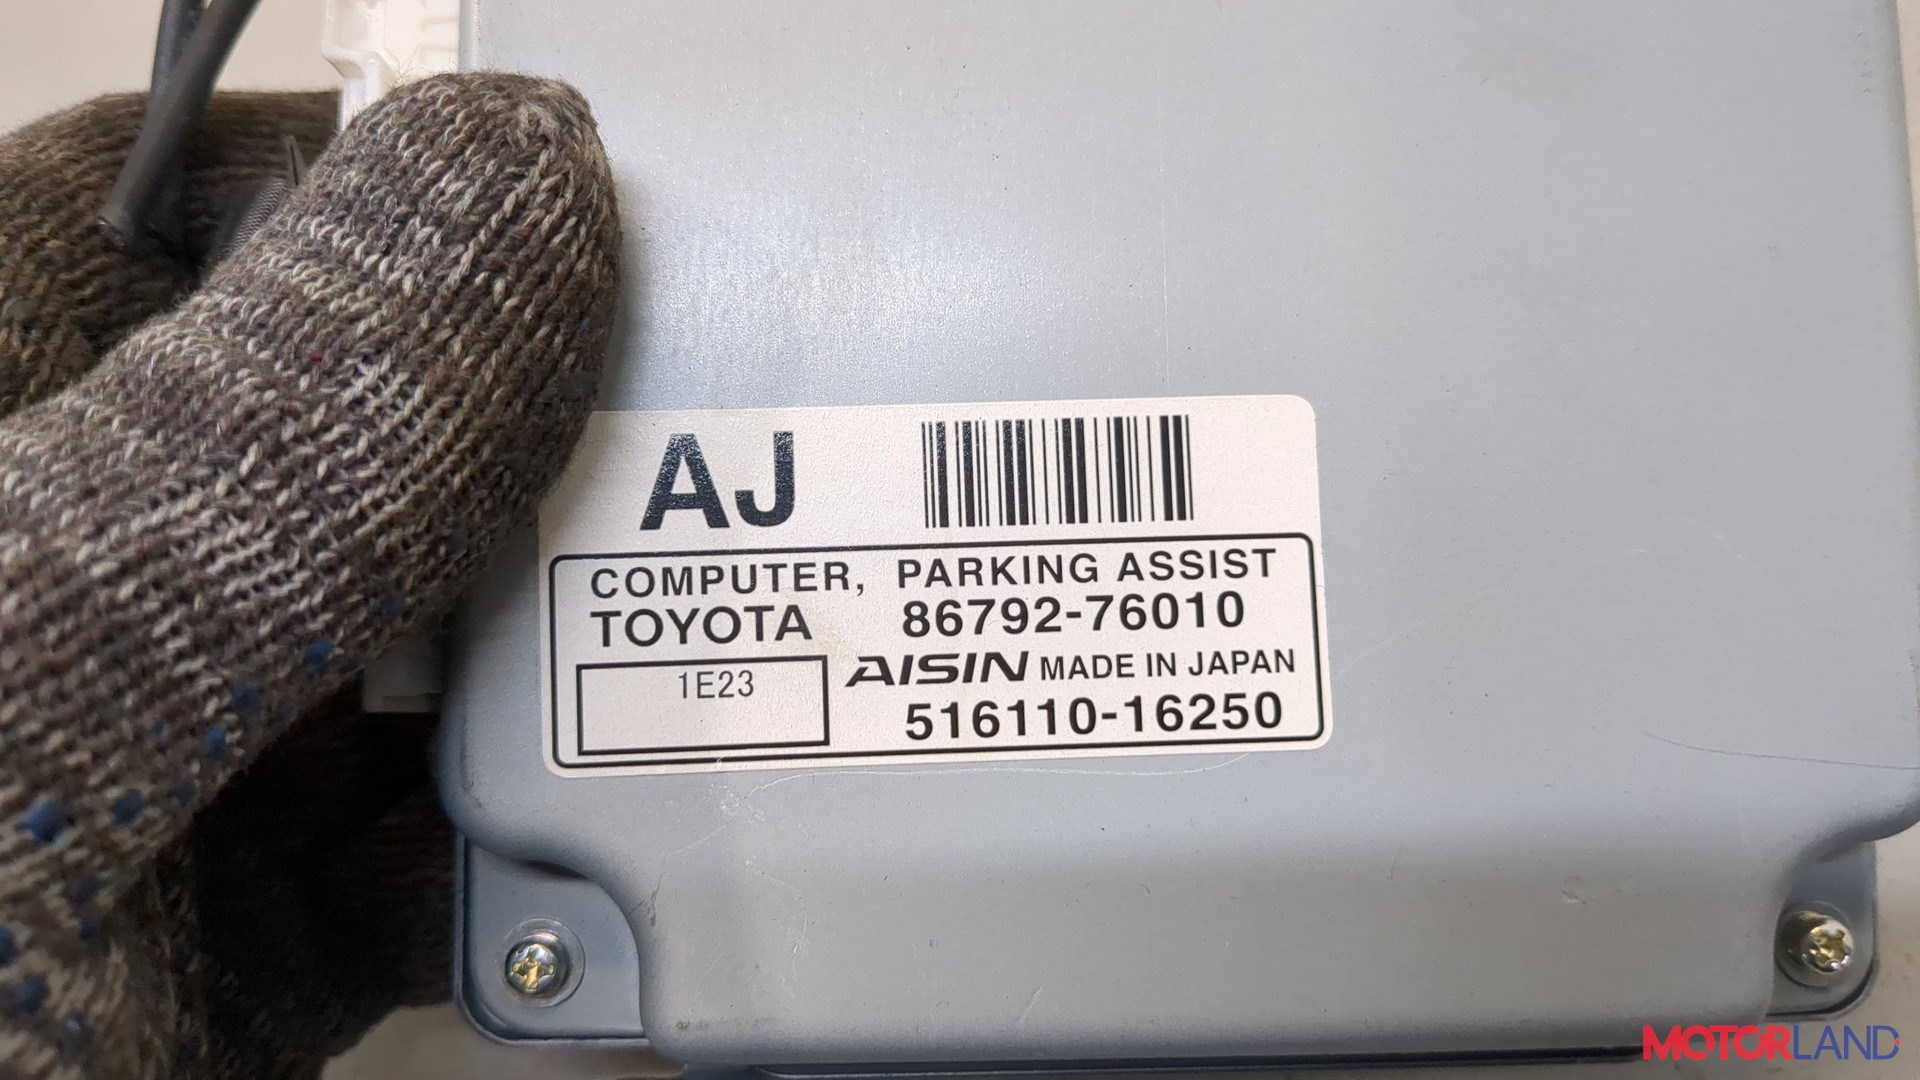 AJ
COMPUTER, PARKING ASSIST
TOYOTA 86792-76010
1E23
AISIN MADE IN JAPAN
516110-16250
MOTORLAND